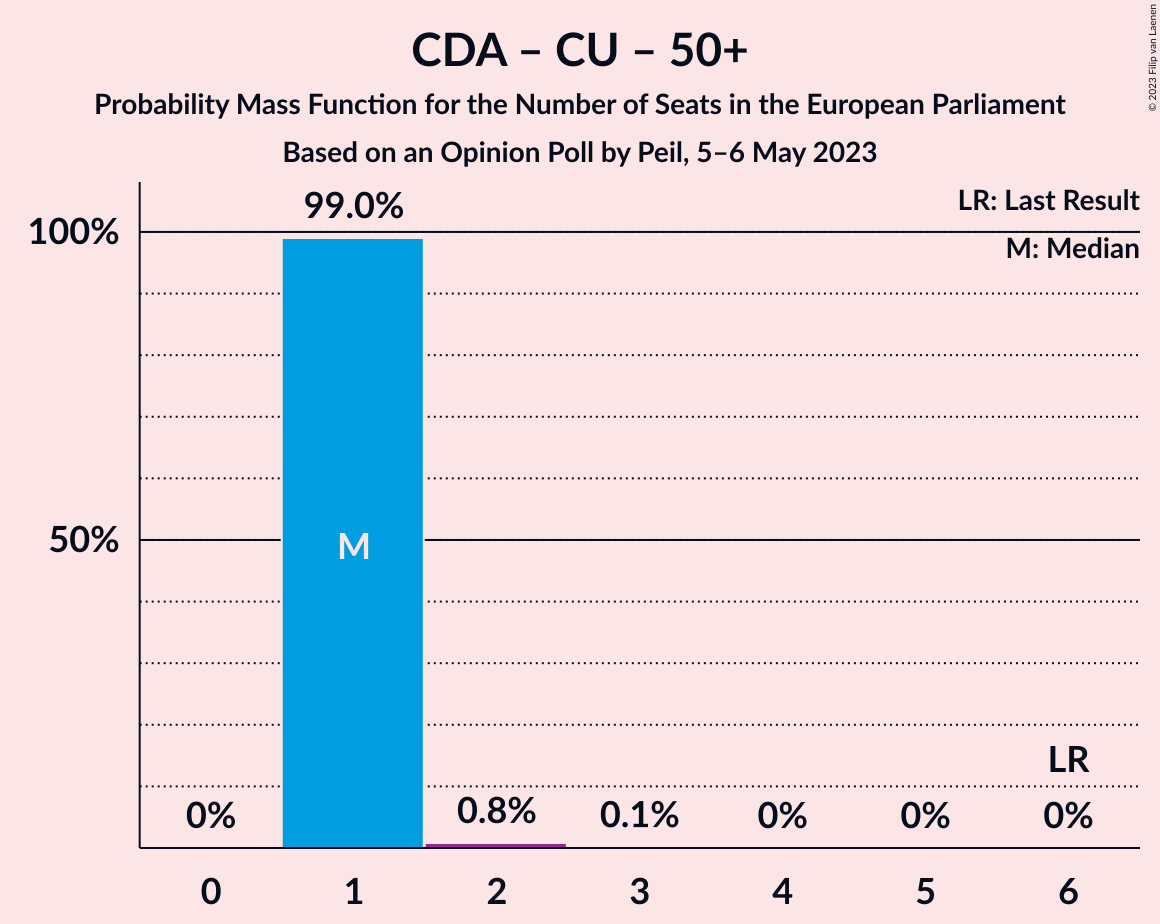 CDA – CU – 50+
Probability Mass Function for the Number of Seats in the European Parliament
Based on an Opinion Poll by Peil, 5–6 May 2023
© 2023 Filip van Laenen
LR: Last Result
M: Median
99.0%
100%
50%
M
LR
0%
0.8%
0.1%
0%
0%
0%
0 1 2 3 4 5 6